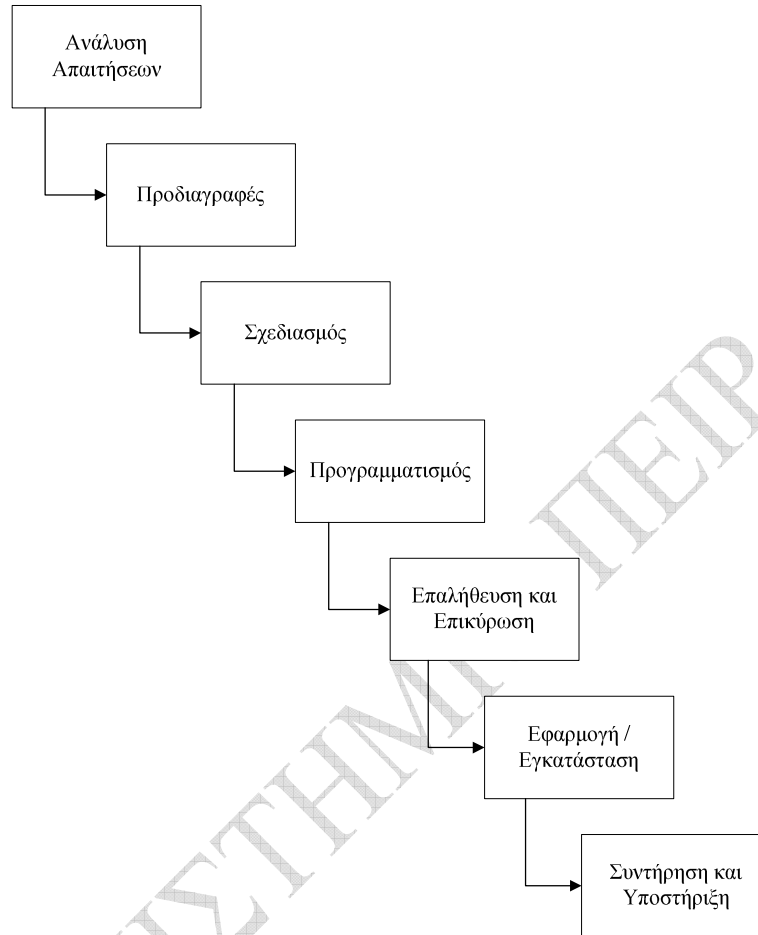 Ανάλυση
Απαιτήσεων
Προδιαγραφές
Σχεδιασμός
Προγραμματισμός
Επαλήθευση και
Επικύρωση
Εφαρμογή /
Εγκατάσταση
Συντήρηση και
Υποστήριξη